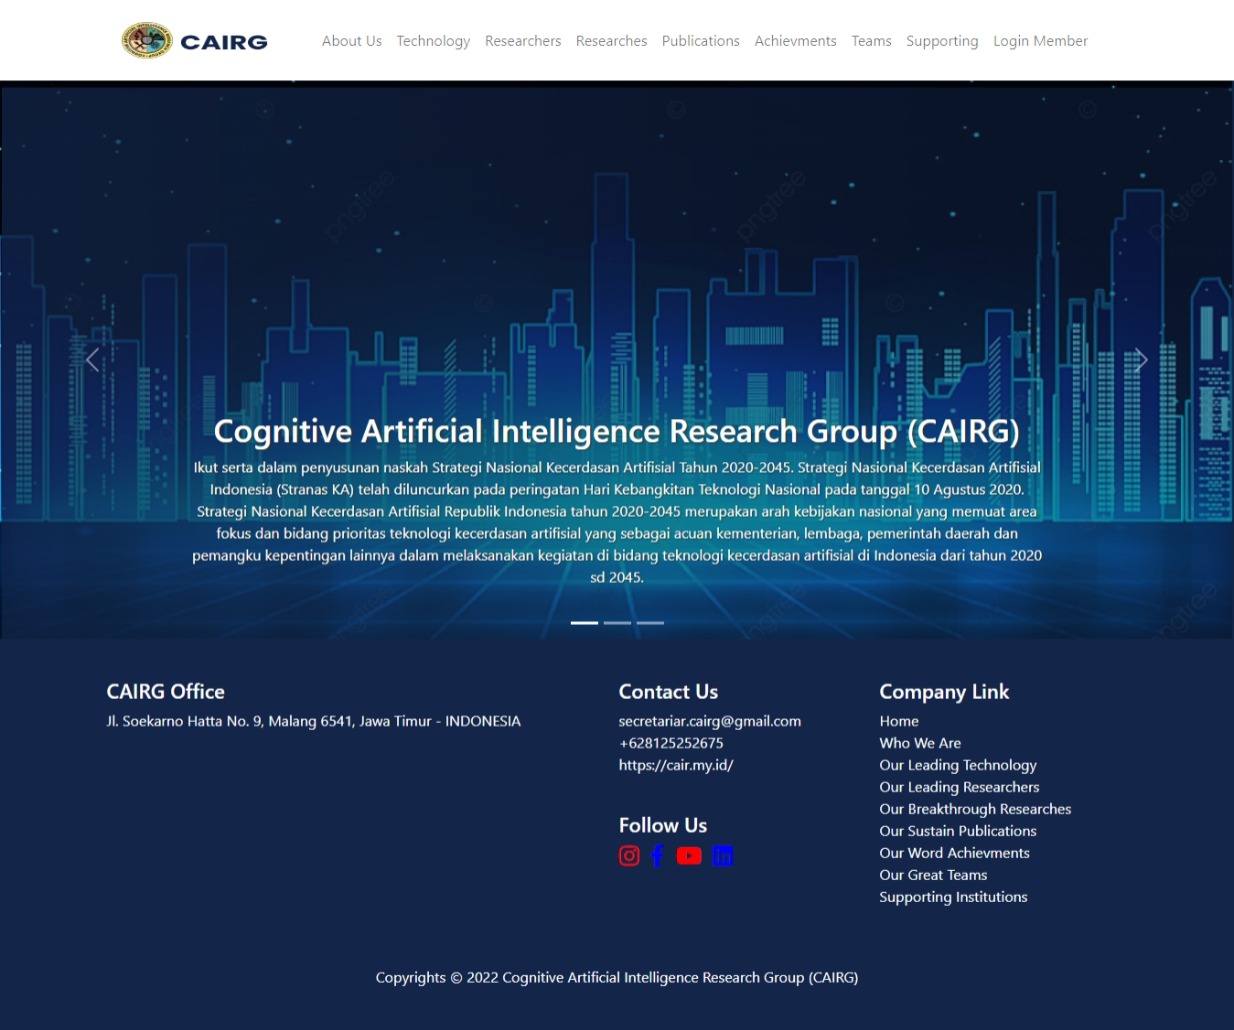 CAIRG
About Us Technology Researchers Researches Publications Achievments Teams Supporting Login Member
pngtree
pngtree
pngtree
Cognitive Artificial Intelligence Research Group (CAIRG)
Ikut serta dalam penyusunan naskah Strategi Nasional Kecerdasan Artifisial Tahun 2020-2045. Strategi Nasional Kecerdasan Artifisial
Indonesia (Stranas KA) telah diluncurkan pada peringatan Hari Kebangkitan Teknologi Nasional pada tanggal 10 Agustus 2020.
Strategi Nasional Kecerdasan Artifisial Republik Indonesia tahun 2020-2045 merupakan arah kebijakan nasional yang memuat area
fokus dan bidang prioritas teknologi kecerdasan artifisial yang sebagai acuan kementerian, lembaga, pemerintah daerah dan
pemangku kepentingan lainnya dalam melaksanakan kegiatan di bidang teknologi kecerdasan artifisial di Indonesia dari tahun 2020
sd 2045.
CAIRG Office
Jl. Soekarno Hatta No. 9, Malang 6541, Jawa Timur - INDONESIA
Contact Us
secretariar.cairg@gmail.com
+628125252675
https://cair.my.id/
Follow Us
Company Link
Home
Who We Are
Our Leading Technology
Our Leading Researchers
Our Breakthrough Researches
Our Sustain Publications
Our Word Achievments
Our Great Teams
Supporting Institutions
Copyrights © 2022 Cognitive Artificial Intelligence Research Group (CAIRG)